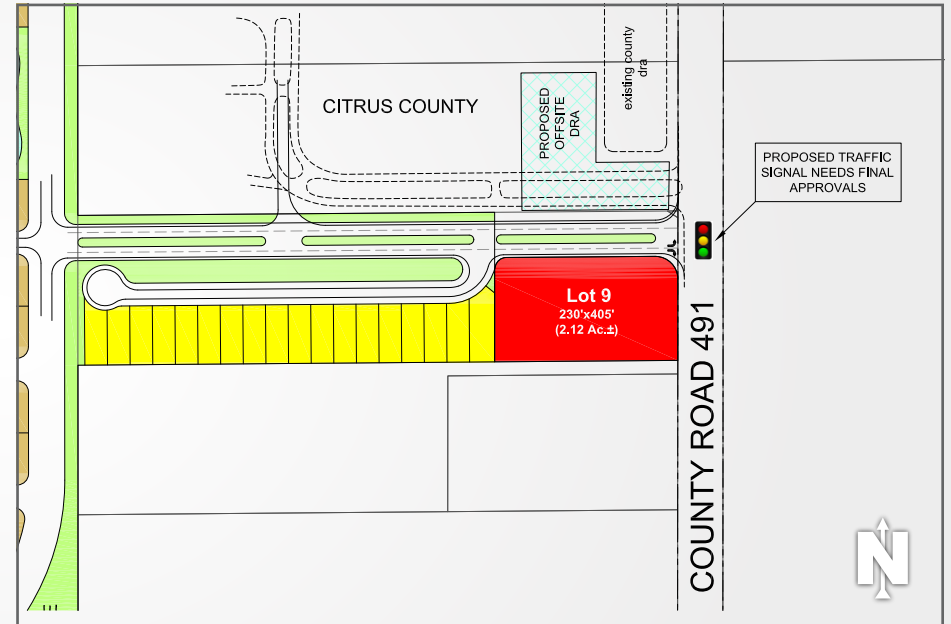 existing county
dra
CITRUS COUNTY
PROPOSED
OFFSITE
DRA
PROPOSED TRAFFIC
SIGNAL NEEDS FINAL
APPROVALS
Lot 9
230'x405'
(2.12 Ac.±)
COUNTY ROAD 491
N